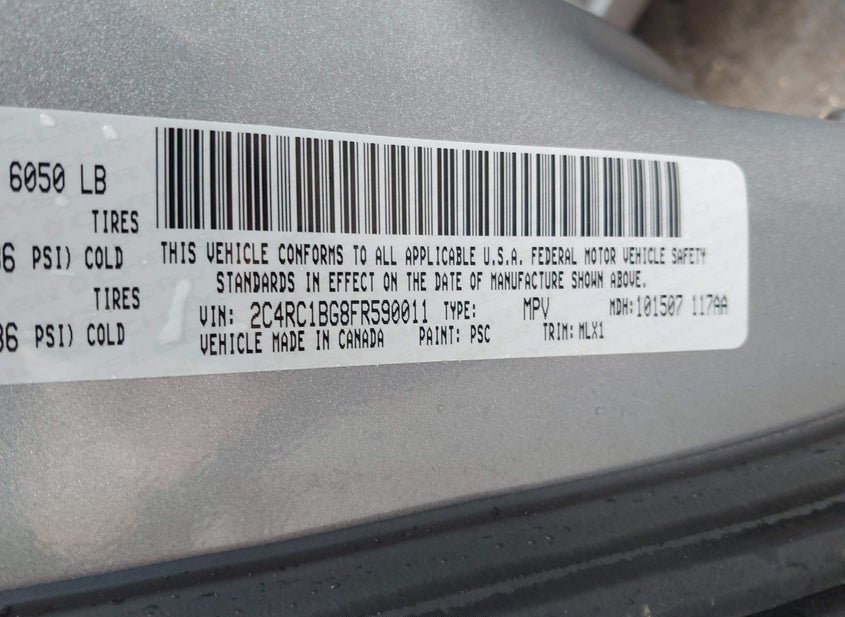 6050 LB
TIRES
36 PSI) COLD
TIRES
36 PSI) COLD
THIS VEHICLE CONFORMS TO ALL APPLICABLE U.S.A. FEDERAL MOTOR VEHICLE SAFETY
STANDARDS IN EFFECT ON THE DATE OF MANUFACTURE SHOWN ABOVE.
VIN: 2C4RC1BG8FR590011 TYPE: MPV MDH: 101507 117AA
VEHICLE MADE IN CANADA PAINT: PSC TRIM: MLX1